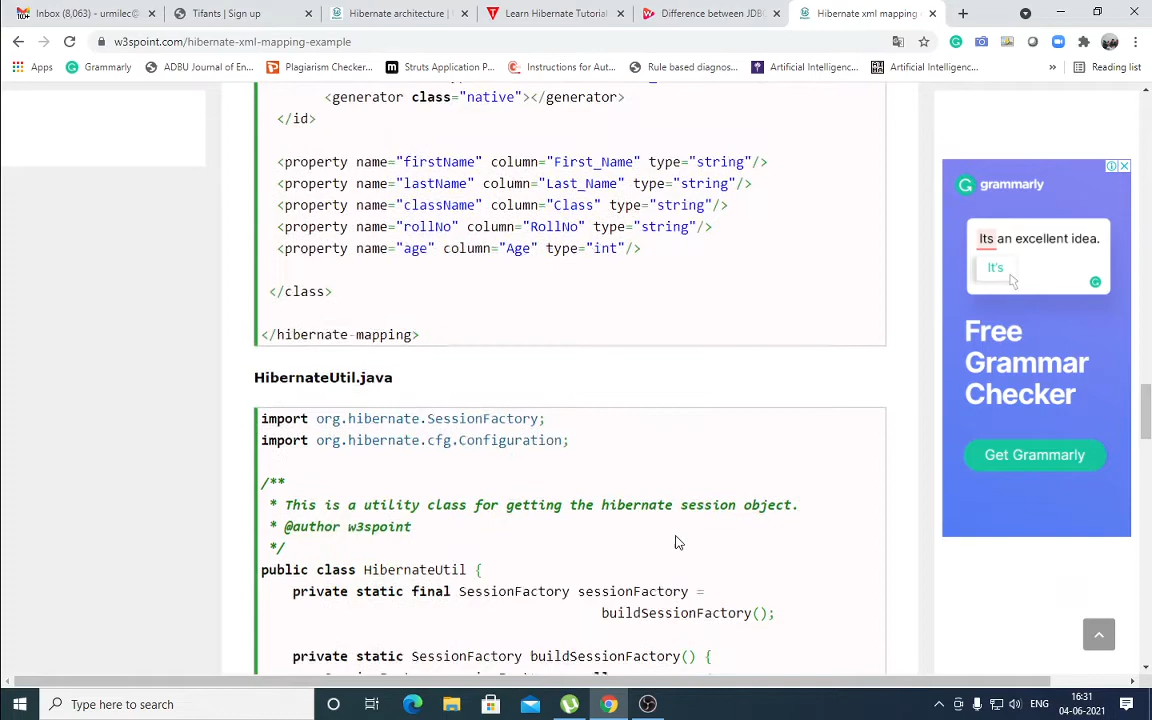 Inbox (8,063) - urmilec@
Tifants | Sign up
Hibernate architecture |
Learn Hibernate Tutorial
Difference between JDBC
Hibernate xml mapping
w3spoint.com/hibernate-xml-mapping-example
Apps
Grammarly
ADBU Journal of En...
Plagiarism Checker...
Struts Application P...
Instructions for Aut...
Rule based diagnos...
Artificial Intelligenc...
Artificial Intelligenc...
»
Reading list
<generator class="native"></generator>
</id>
<property name="firstName" column="First_Name" type="string"/>
<property name="lastName" column="Last_Name" type="string"/>
<property name="className" column="Class" type="string"/>
<property name="rollNo" column="RollNo" type="string"/>
<property name="age" column="Age" type="int"/>
</class>
</hibernate-mapping>
HibernateUtil.java
import org.hibernate.SessionFactory;
import org.hibernate.cfg.Configuration;
/**
* This is a utility class for getting the hibernate session object.
* @author w3spoint
*/
public class HibernateUtil {
private static final SessionFactory sessionFactory =
buildSessionFactory();
private static SessionFactory buildSessionFactory() {
grammarly
Its an excellent idea.
It's
Free
Grammar
Checker
Get Grammarly
Type here to search
ENG
16:31
04-06-2021